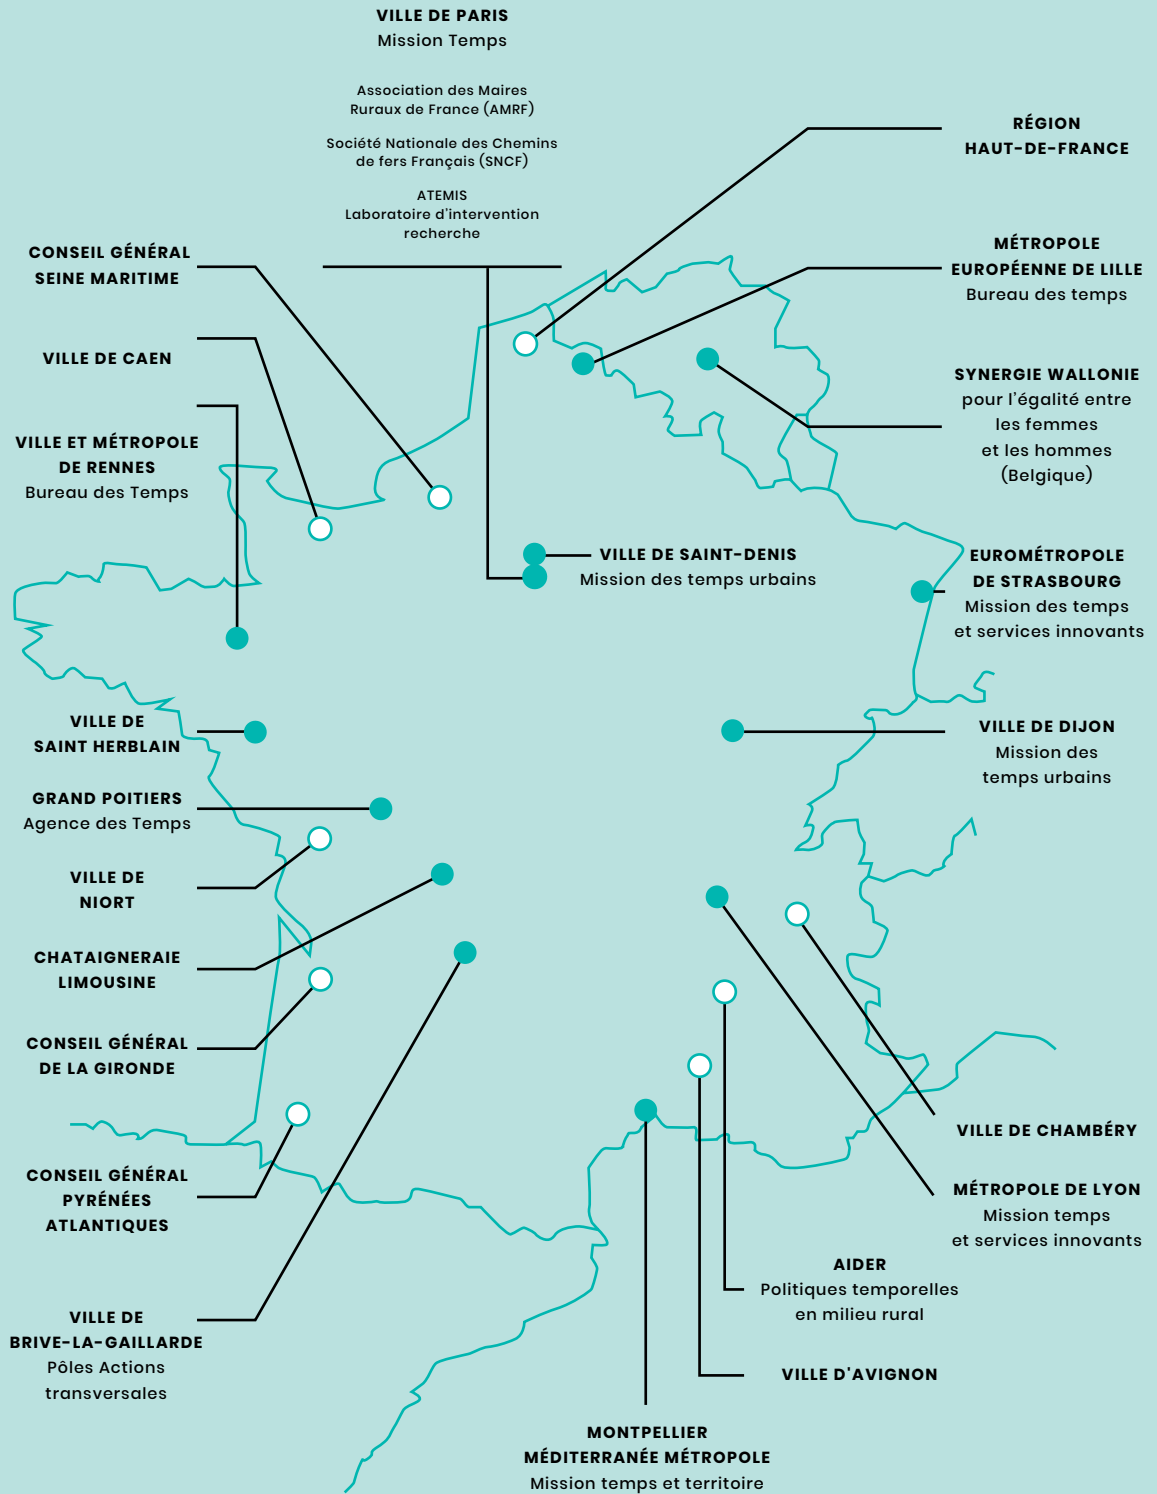 VILLE DE PARIS
Mission Temps
Association des Maires
Ruraux de France (AMRF)
Société Nationale des Chemins
de fers Français (SNCF)
ATEMIS
Laboratoire d'intervention
recherche
RÉGION
HAUT-DE-FRANCE
MÉTROPOLE
EUROPÉENNE DE LILLE
Bureau des temps
SYNERGIE WALLONIE
pour l'égalité entre
les femmes
et les hommes
(Belgique)
EUROMÉTROPOLE
DE STRASBOURG
Mission des temps
et services innovants
VILLE DE DIJON
Mission des
temps urbains
VILLE DE CHAMBÉRY
MÉTROPOLE DE LYON
Mission temps
et services innovants
AIDER
Politiques temporelles
en milieu rural
VILLE D'AVIGNON
MONTPELLIER
MÉDITERRANÉE MÉTROPOLE
Mission temps et territoire
VILLE DE SAINT-DENIS
Mission des temps urbains
CONSEIL GÉNÉRAL
SEINE MARITIME
VILLE DE CAEN
VILLE ET MÉTROPOLE
DE RENNES
Bureau des Temps
VILLE DE
SAINT HERBLAIN
GRAND POITIERS
Agence des Temps
VILLE DE
NIORT
CHATAIGNERAIE
LIMOUSINE
CONSEIL GÉNÉRAL
DE LA GIRONDE
CONSEIL GÉNÉRAL
PYRÉNÉES
ATLANTIQUES
VILLE DE
BRIVE-LA-GAILLARDE
Pôles Actions
transversales